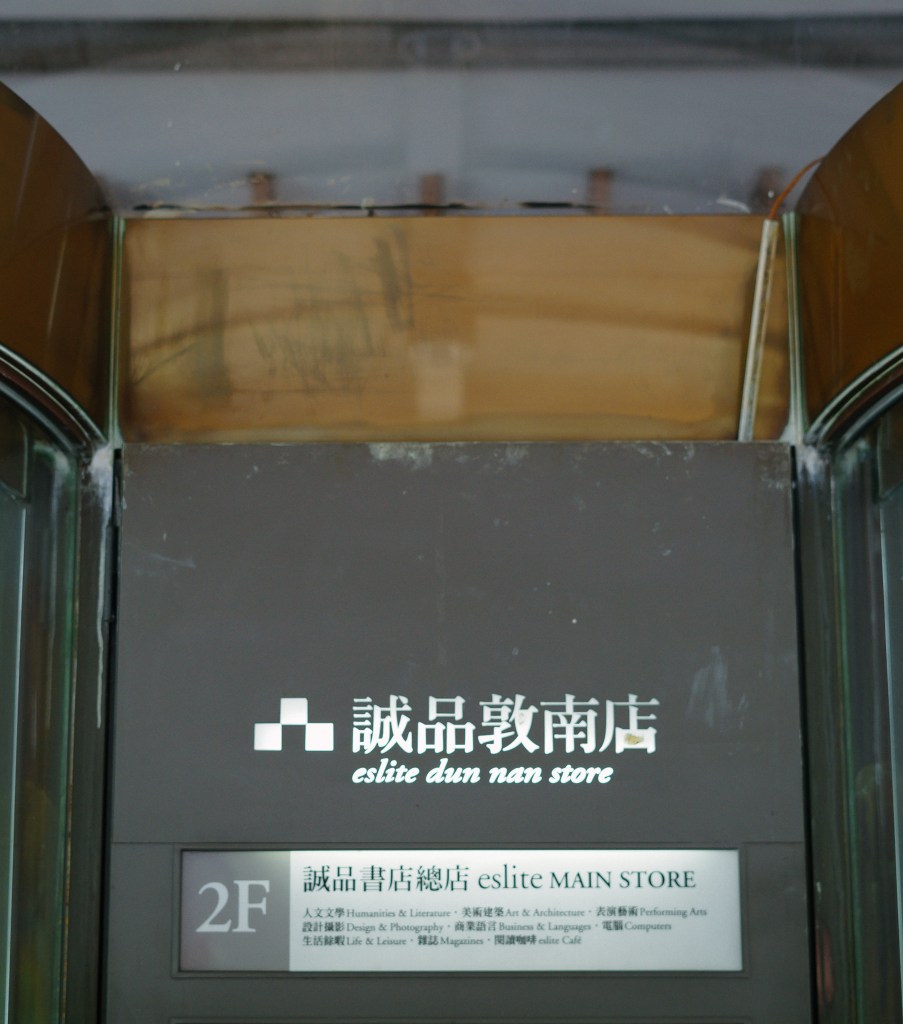 誠品敦南店
eslite dun nan store
2F
誠品書店總店 eslite MAIN STORE
人文文學 Humanities & Literature · 美術建築 Art & Architecture · 表演藝術 Performing Arts
設計攝影 Design & Photography · 商業語言 Business & Languages · 電腦 Computers
生活餘暇 Life & Leisure · 雜誌 Magazines · 閱讀咖啡 eslite Café